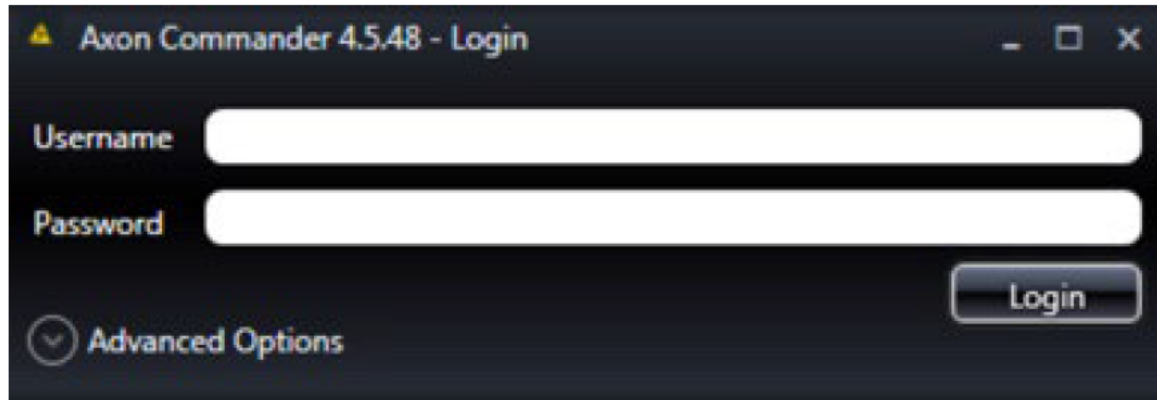 Axon Commander 4.5.48 - Login
Username
Password
Login
Advanced Options